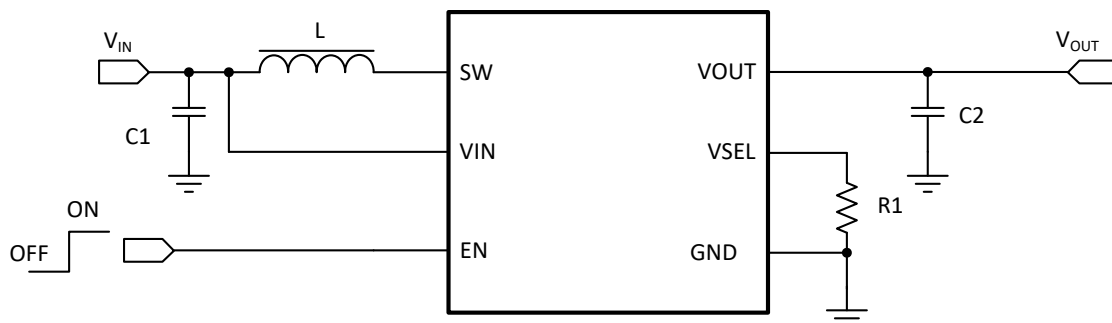 L
V_IN
V_OUT
SW
VOUT
C1
C2
VIN
VSEL
ON
R1
OFF
EN
GND